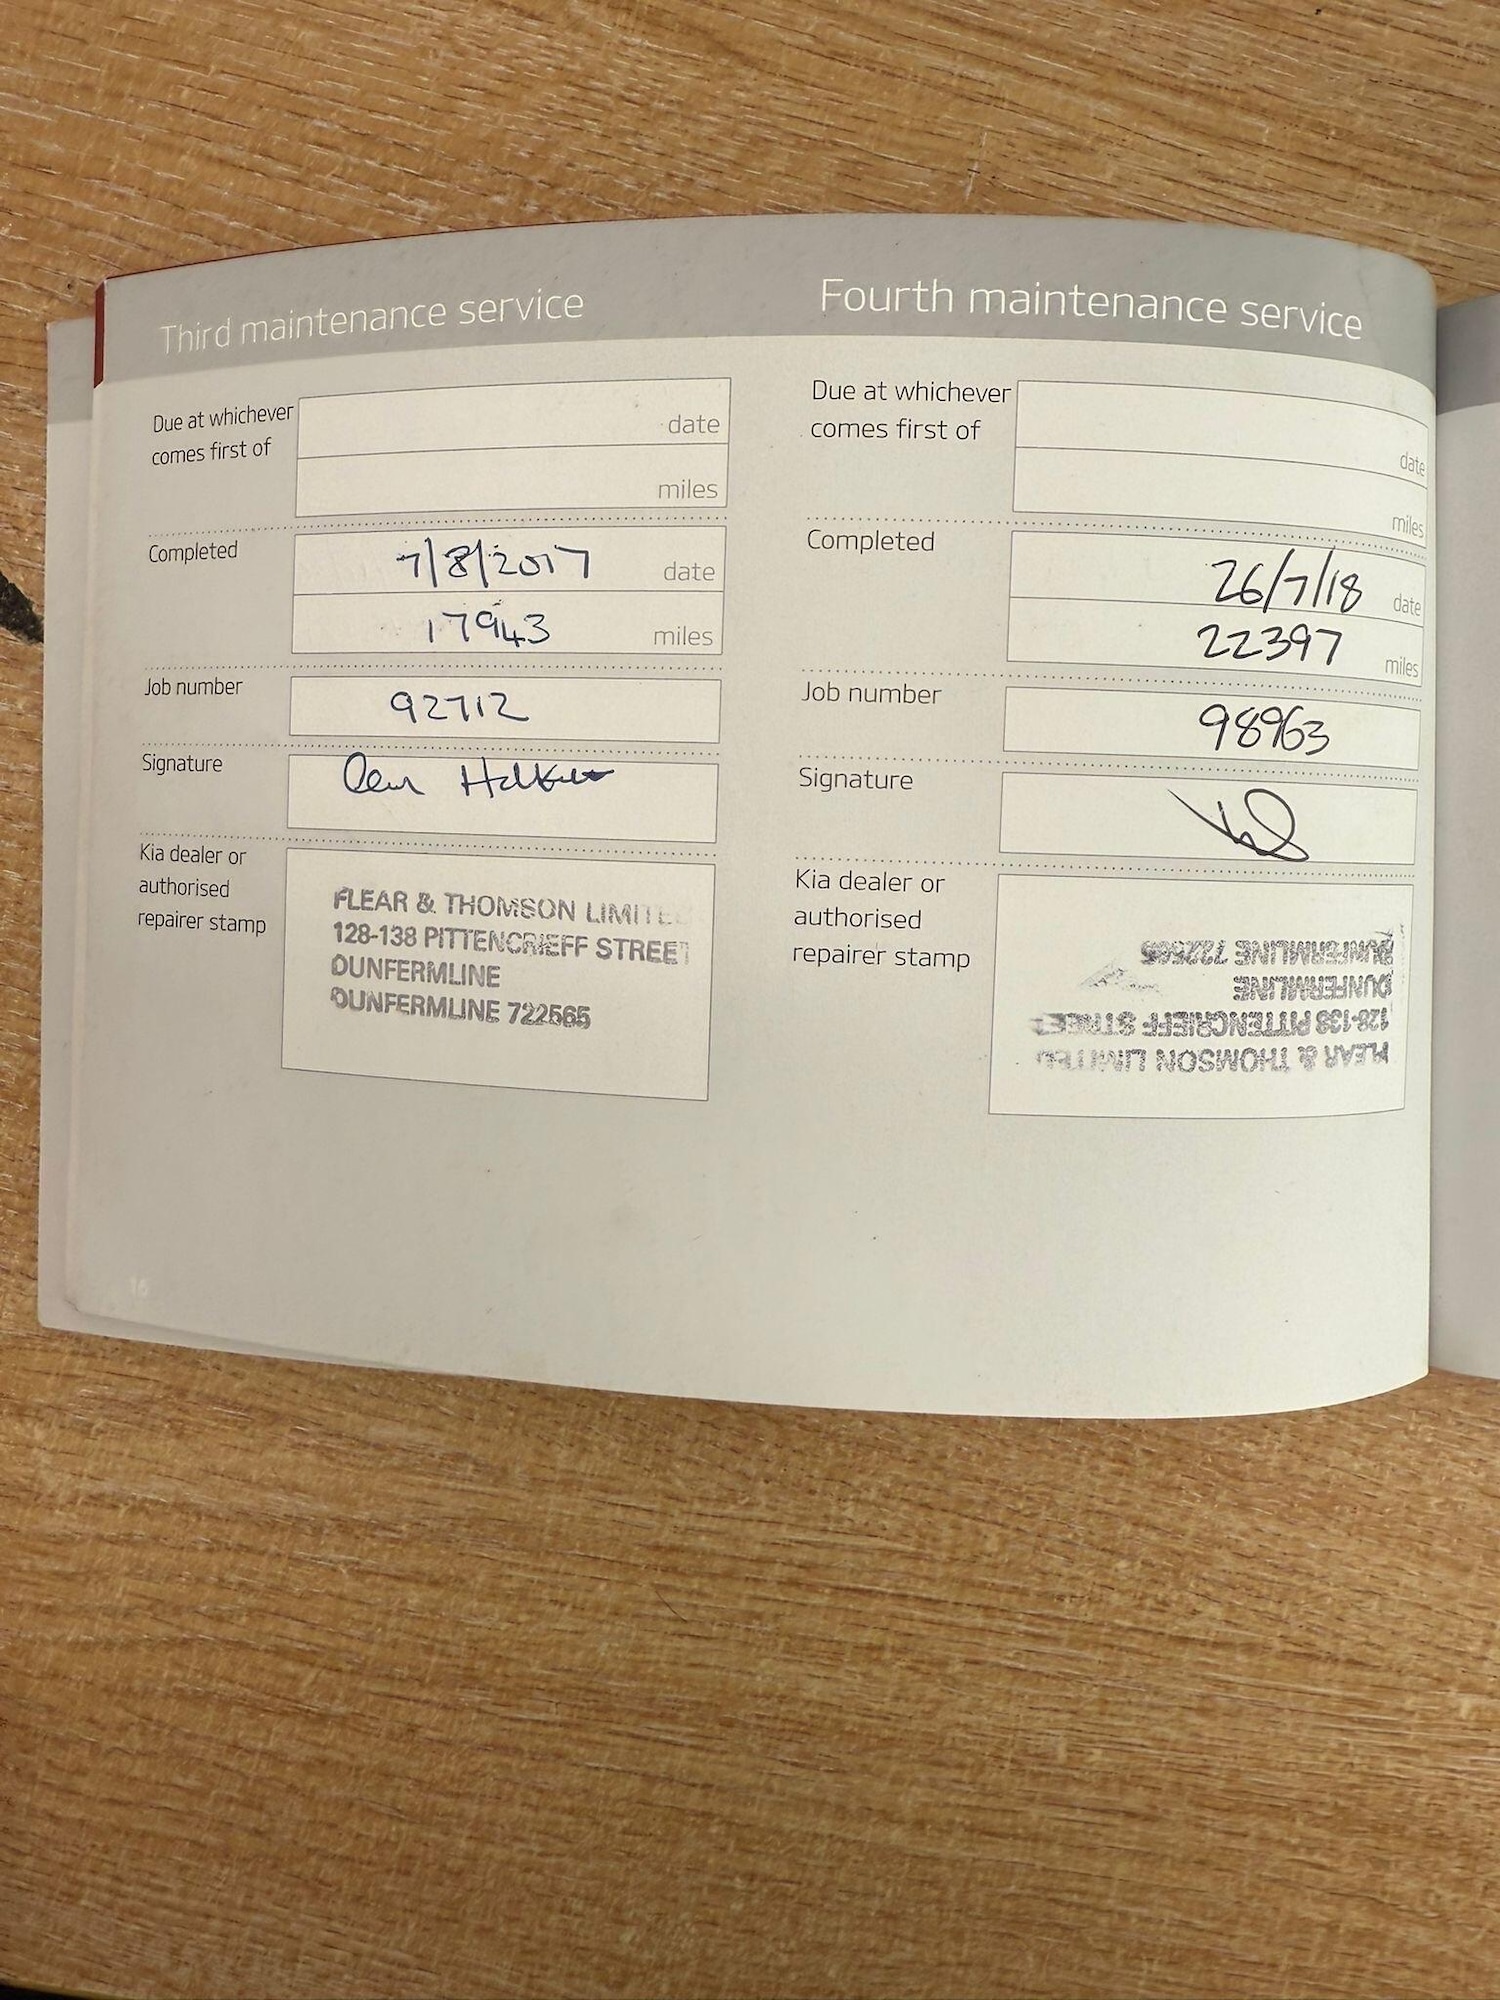 Third maintenance service
Due at whichever
comes first of
date
miles
Completed
7/8/2017 date
17943 miles
Job number
92712
Signature
Kia dealer or
authorised
repairer stamp
FLEAR & THOMSON LIMITED
128-138 PITTENCRIEFF STREET
DUNFERMLINE
DUNFERMLINE 722565
16
Fourth maintenance service
Due at whichever
comes first of
date
miles
Completed
26/7/18 date
22397 miles
Job number
98963
Signature
Kia dealer or
authorised
repairer stamp
FLEAR & THOMSON LIMITED
128-138 PITTENCRIEFF STREET
DUNFERMLINE
DUNFERMLINE 722565